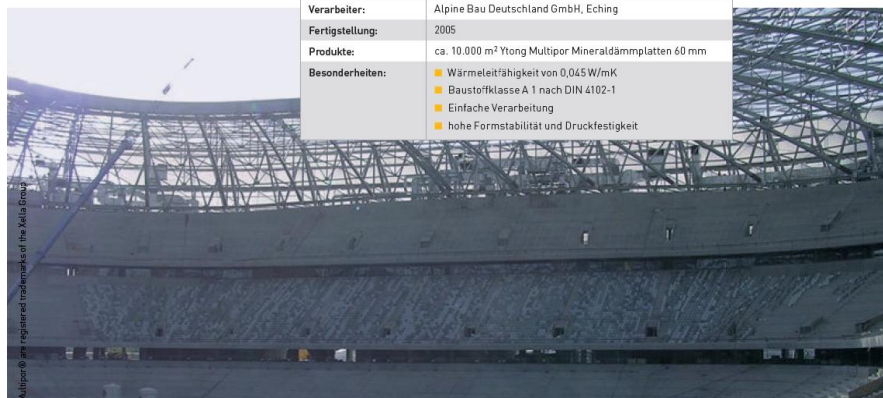 Verarbeiter: Alpine Bau Deutschland GmbH, Eching
Fertigstellung: 2005
Produkte: ca. 10.000 m² Ytong Multipor Mineraldämmplatten 60 mm
Besonderheiten: Wärmeleitfähigkeit von 0,045 W/mK
Baustoffklasse A 1 nach DIN 4102-1
Einfache Verarbeitung
hohe Formstabilität und Druckfestigkeit
are registered trademarks of the Xella Group